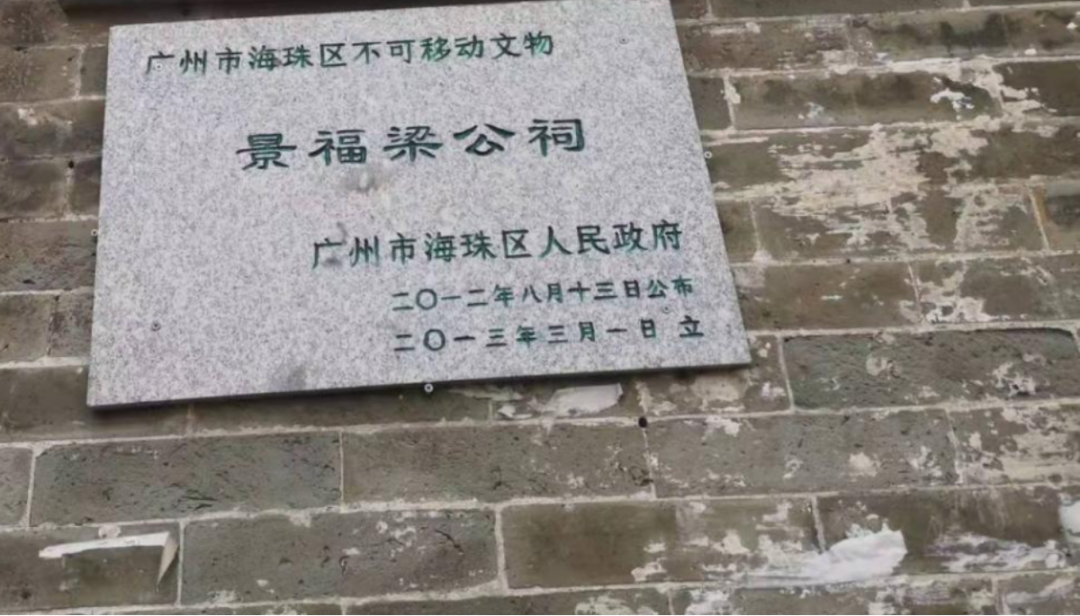 广州市海珠区不可移动文物
景福梁公祠
广州市海珠区人民政府
二〇一二年八月十三日公布
二〇一三年三月一日 立